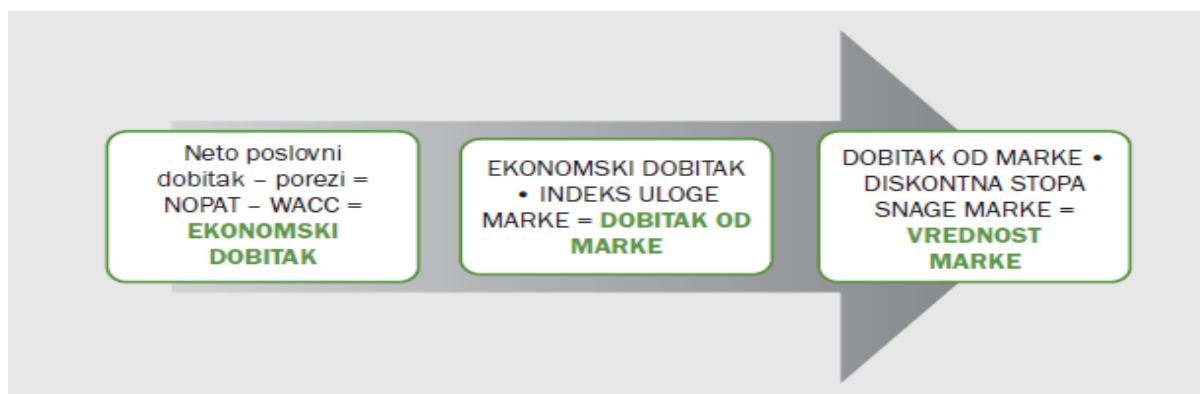 Neto poslovni
dobitak – porezi =
NOPAT – WACC =
EKONOMSKI
DOBITAK
EKONOMSKI DOBITAK
• INDEKS ULOGE
MARKE = DOBITAK OD
MARKE
DOBITAK OD MARKE •
DISKONTNA STOPA
SNAGE MARKE =
VREDNOST
MARKE